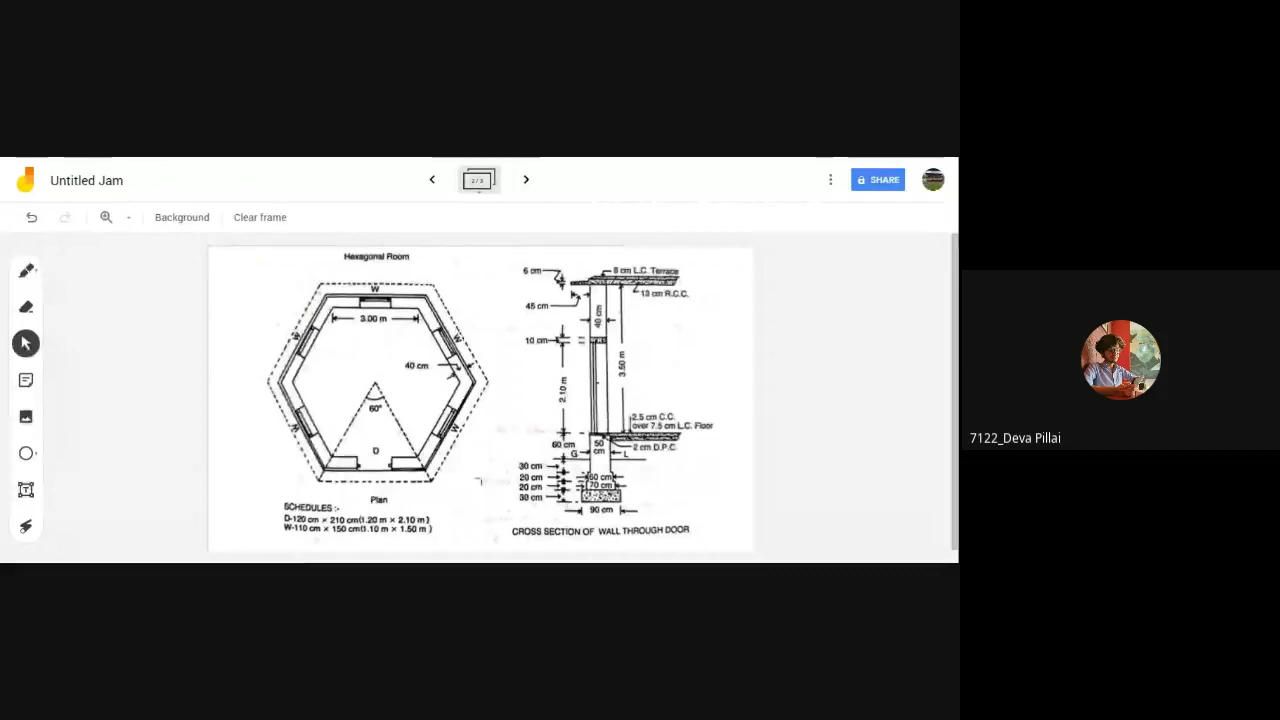 Untitled Jam
2 / 3
SHARE
Background
Clear frame
Hexagonal Room
W
3.00 m
W
W
40 cm
60°
W
W
D
Plan
SCHEDULES :-
D-120 cm × 210 cm(1.20 m × 2.10 m)
W-110 cm × 150 cm(1.10 m × 1.50 m)
6 cm
8 cm L.C. Terrace
13 cm R.C.C.
45 cm
40 cm
10 cm
3.50 m
2.10 m
2.5 cm C.C.
over 7.5 cm L.C. Floor
60 cm
50
cm
2 cm D.P.C.
G
L
30 cm
20 cm
60 cm
20 cm
70 cm
30 cm
90 cm
CROSS SECTION OF WALL THROUGH DOOR
7122_Deva Pillai